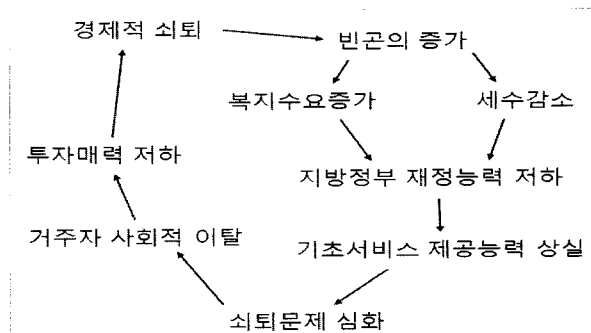 경제적 쇠퇴
빈곤의 증가
복지수요증가
세수감소
투자매력 저하
지방정부 재정능력 저하
거주자 사회적 이탈
기초서비스 제공능력 상실
쇠퇴문제 심화